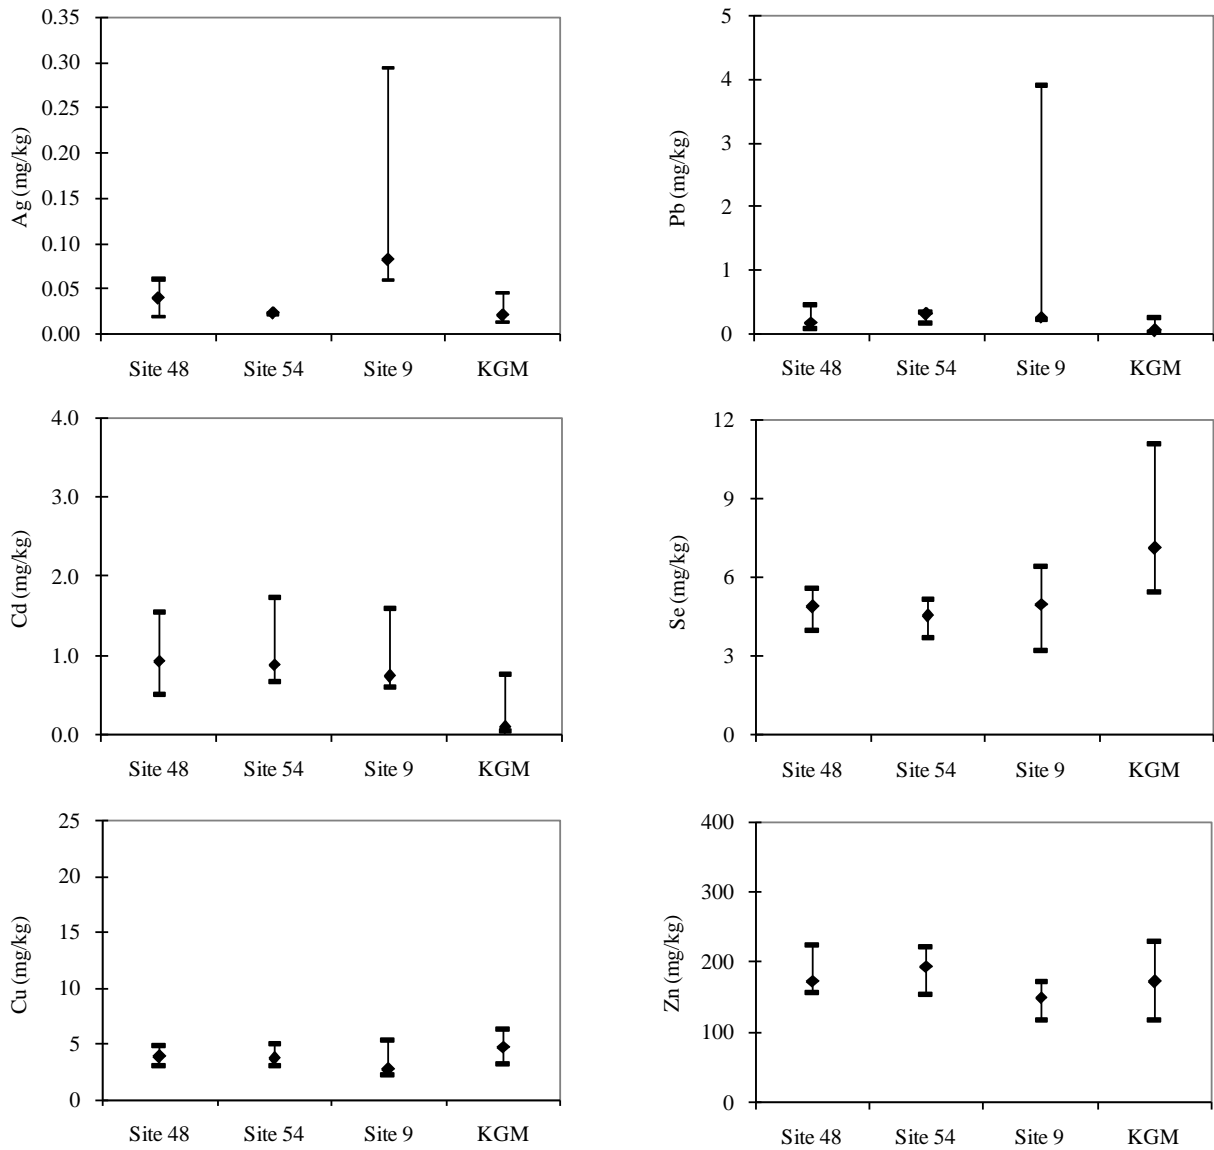 Ag (mg/kg)
0.35
0.30
0.25
0.20
0.15
0.10
0.05
0.00
Site 48 Site 54 Site 9 KGM
Pb (mg/kg)
5
4
3
2
1
0
Site 48 Site 54 Site 9 KGM
Cd (mg/kg)
4.0
3.0
2.0
1.0
0.0
Site 48 Site 54 Site 9 KGM
Se (mg/kg)
12
9
6
3
0
Site 48 Site 54 Site 9 KGM
Cu (mg/kg)
25
20
15
10
5
0
Site 48 Site 54 Site 9 KGM
Zn (mg/kg)
400
300
200
100
0
Site 48 Site 54 Site 9 KGM